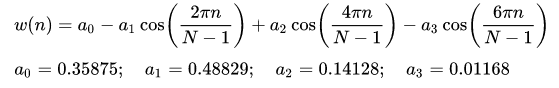 w(n) = a₀ − a₁ cos(2πn / (N − 1)) + a₂ cos(4πn / (N − 1)) − a₃ cos(6πn / (N − 1))
a₀ = 0.35875; a₁ = 0.48829; a₂ = 0.14128; a₃ = 0.01168